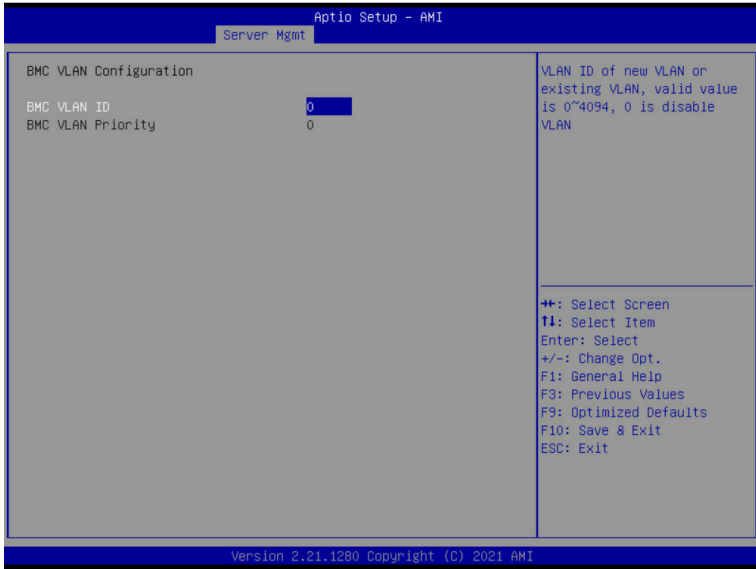 Aptio Setup - AMI
Server Mgmt
BMC VLAN Configuration
BMC VLAN ID 0
BMC VLAN Priority 0
VLAN ID of new VLAN or
existing VLAN, valid value
is 0~4094, 0 is disable
VLAN
→←: Select Screen
↑↓: Select Item
Enter: Select
+/-: Change Opt.
F1: General Help
F3: Previous Values
F9: Optimized Defaults
F10: Save & Exit
ESC: Exit
Version 2.21.1280 Copyright (C) 2021 AMI